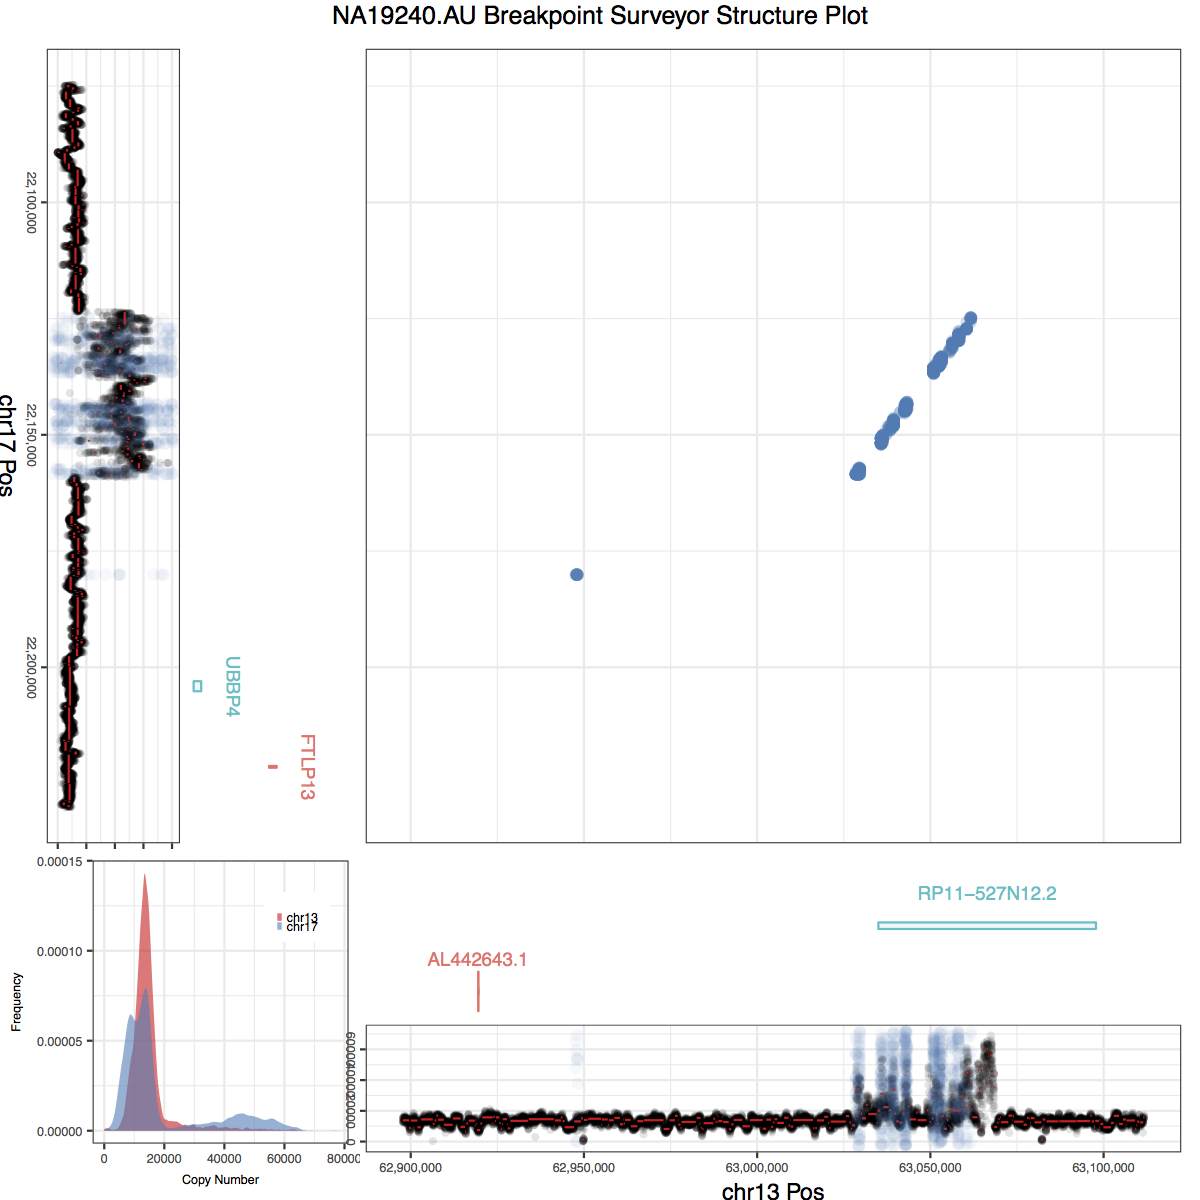 NA19240.AU Breakpoint Surveyor Structure Plot
chr17 Pos
22,100,000
22,150,000
22,200,000
UBBP4
FTLP13
0.00015
0.00010
0.00005
0.00000
Frequency
chr13
chr17
0
20000
40000
60000
80000
Copy Number
RP11−527N12.2
AL442643.1
0
62,900,000
62,950,000
63,000,000
63,050,000
63,100,000
chr13 Pos